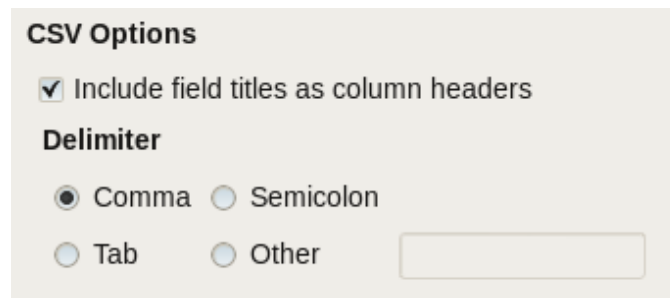 CSV Options
Include field titles as column headers
Delimiter
Comma Semicolon
Tab Other